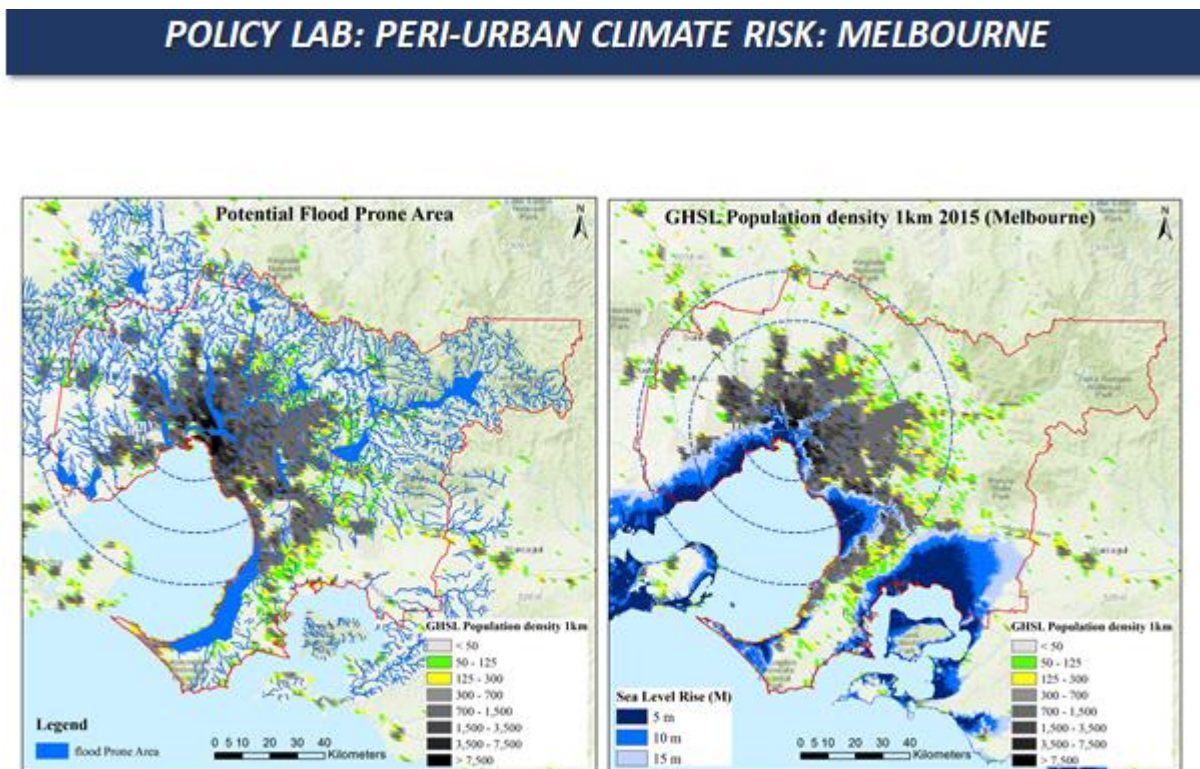 POLICY LAB: PERI-URBAN CLIMATE RISK: MELBOURNE
Potential Flood Prone Area
N
GHSL Population density 1km
< 50
50 - 125
125 - 300
300 - 700
700 - 1,500
1,500 - 3,500
3,500 - 7,500
> 7,500
Legend
flood Prone Area
0 5 10 20 30 40
Kilometers
GHSL Population density 1km 2015 (Melbourne)
N
Sea Level Rise (M)
5 m
10 m
15 m
0 5 10 20 30 40
Kilometers
GHSL Population density 1km
< 50
50 - 125
125 - 300
300 - 700
700 - 1,500
1,500 - 3,500
3,500 - 7,500
> 7,500